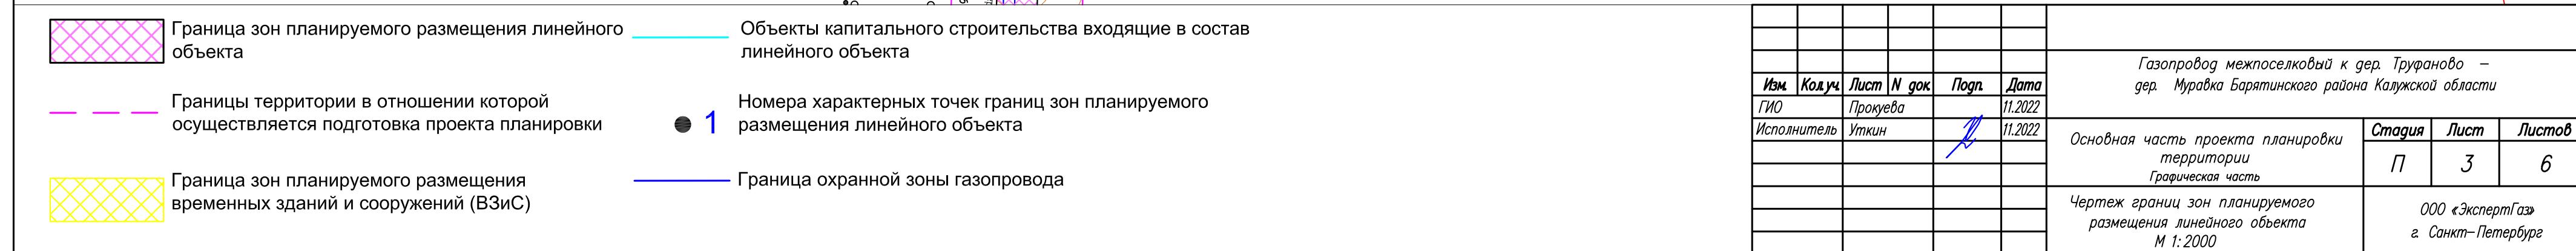 Граница зон планируемого размещения линейного
объекта
Границы территории в отношении которой
осуществляется подготовка проекта планировки
Граница зон планируемого размещения
временных зданий и сооружений (ВЗиС)
Объекты капитального строительства входящие в состав
линейного объекта
1
Номера характерных точек границ зон планируемого
размещения линейного объекта
Граница охранной зоны газопровода
Изм. Кол.уч. Лист N док. Подп. Дата
ГИО Прокуева 11.2022
Исполнитель Уткин 11.2022
Газопровод межпоселковый к дер. Труфаново –
дер. Муравка Барятинского района Калужской области
Основная часть проекта планировки
территории
Графическая часть
Стадия Лист Листов
П 3 6
Чертеж границ зон планируемого
размещения линейного объекта
М 1:2000
ООО «ЭкспертГаз»
г. Санкт-Петербург